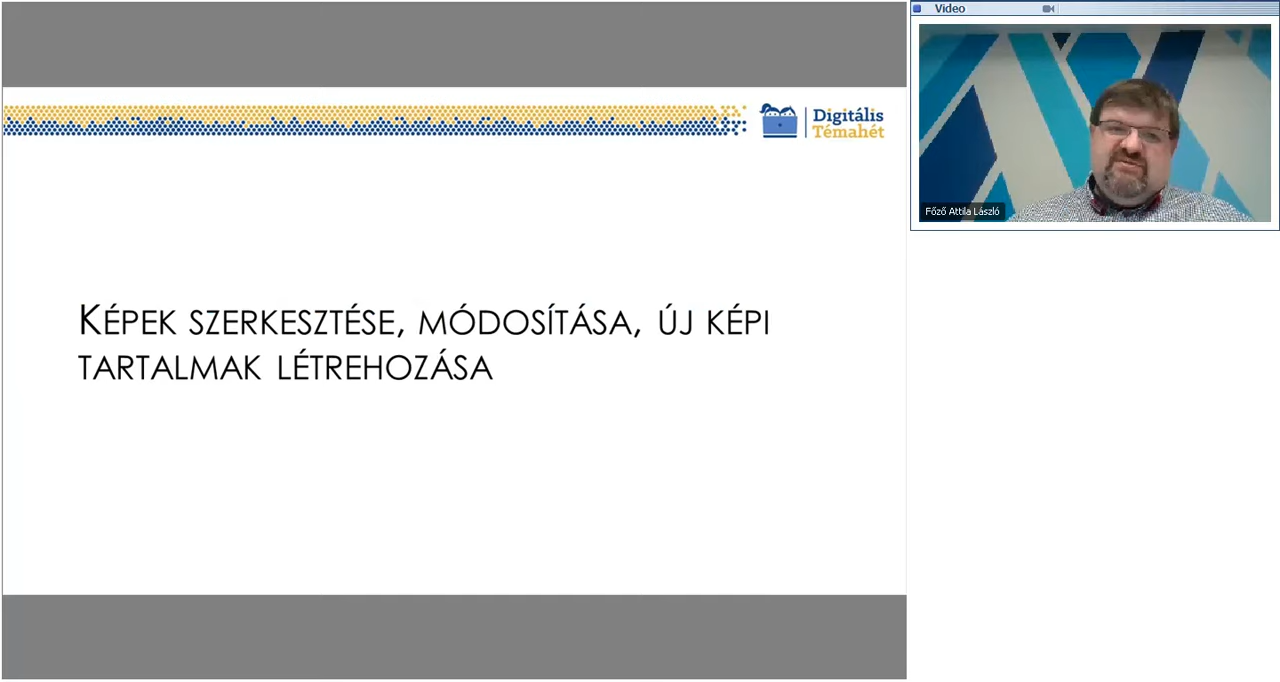 Video
Digitális
Témahét
Főző Attila László
KÉPEK SZERKESZTÉSE, MÓDOSÍTÁSA, ÚJ KÉPI
TARTALMAK LÉTREHOZÁSA